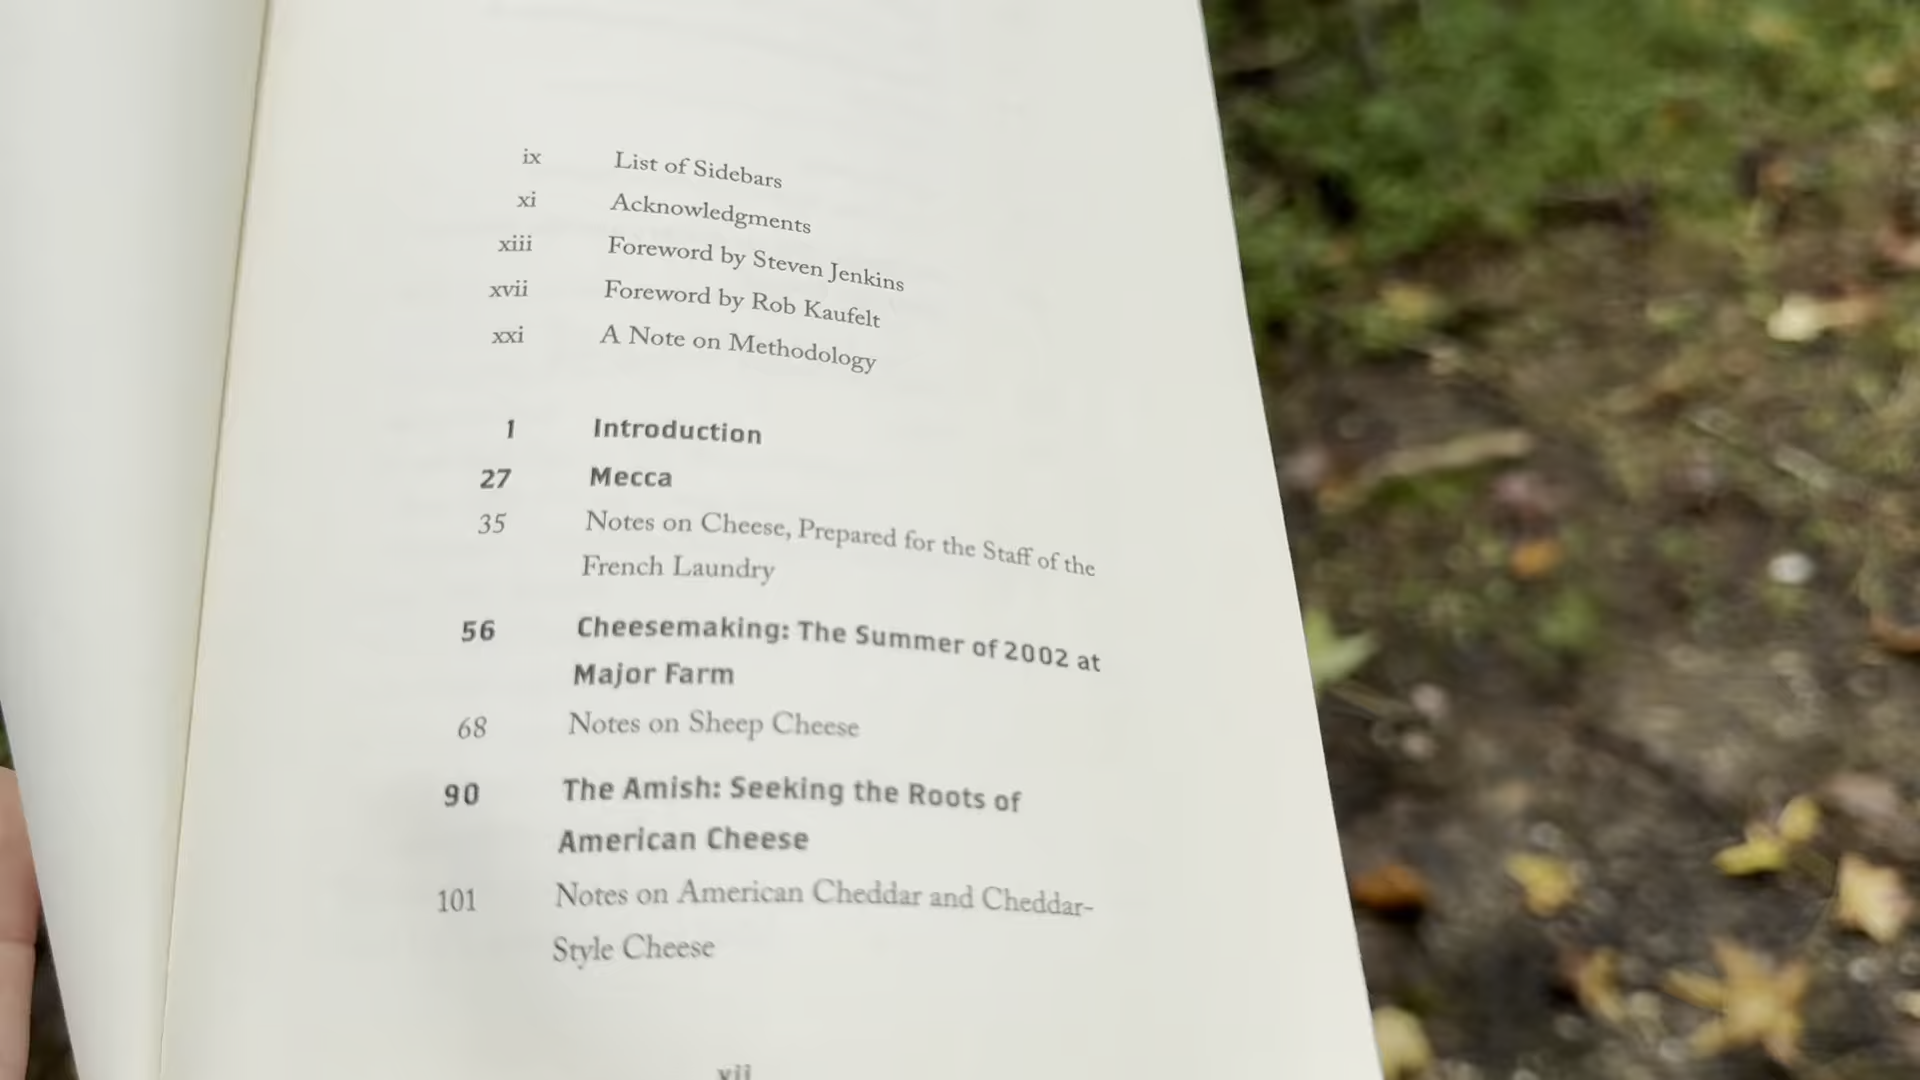 ix List of Sidebars
xi Acknowledgments
xiii Foreword by Steven Jenkins
xvii Foreword by Rob Kaufelt
xxi A Note on Methodology
1 Introduction
27 Mecca
35 Notes on Cheese, Prepared for the Staff of the
French Laundry
56 Cheesemaking: The Summer of 2002 at
Major Farm
68 Notes on Sheep Cheese
90 The Amish: Seeking the Roots of
American Cheese
101 Notes on American Cheddar and Cheddar-
Style Cheese
vii